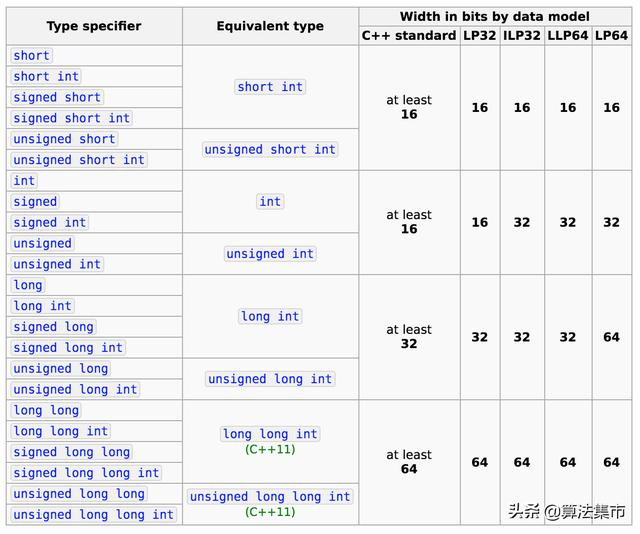 Type specifier Equivalent type Width in bits by data model
C++ standard LP32 ILP32 LLP64 LP64
short
short int
signed short
signed short int
short int
unsigned short
unsigned short int
unsigned short int
at least
16 16 16 16 16
int
signed
signed int
int
unsigned
unsigned int
unsigned int
at least
16 16 32 32 32
long
long int
signed long
signed long int
long int
unsigned long
unsigned long int
unsigned long int
at least
32 32 32 32 64
long long
long long int
signed long long
signed long long int
long long int
(C++11)
unsigned long long
unsigned long long int
unsigned long long int
(C++11)
at least
64 64 64 64 64
头条 @算法集市